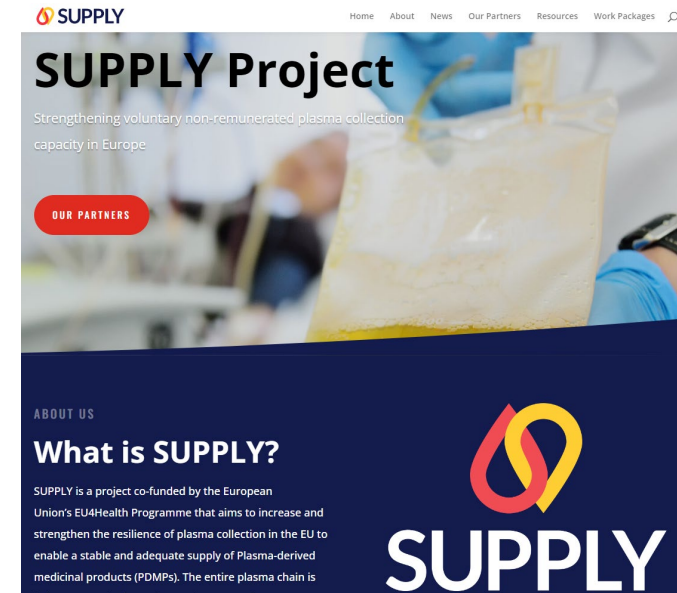 SUPPLY
Home About News Our Partners Resources Work Packages
SUPPLY Project
Strengthening voluntary non-remunerated plasma collection
capacity in Europe
OUR PARTNERS
ABOUT US
What is SUPPLY?
SUPPLY is a project co-funded by the European
Union's EU4Health Programme that aims to increase and
strengthen the resilience of plasma collection in the EU to
enable a stable and adequate supply of Plasma-derived
medicinal products (PDMPs). The entire plasma chain is
SUPPLY